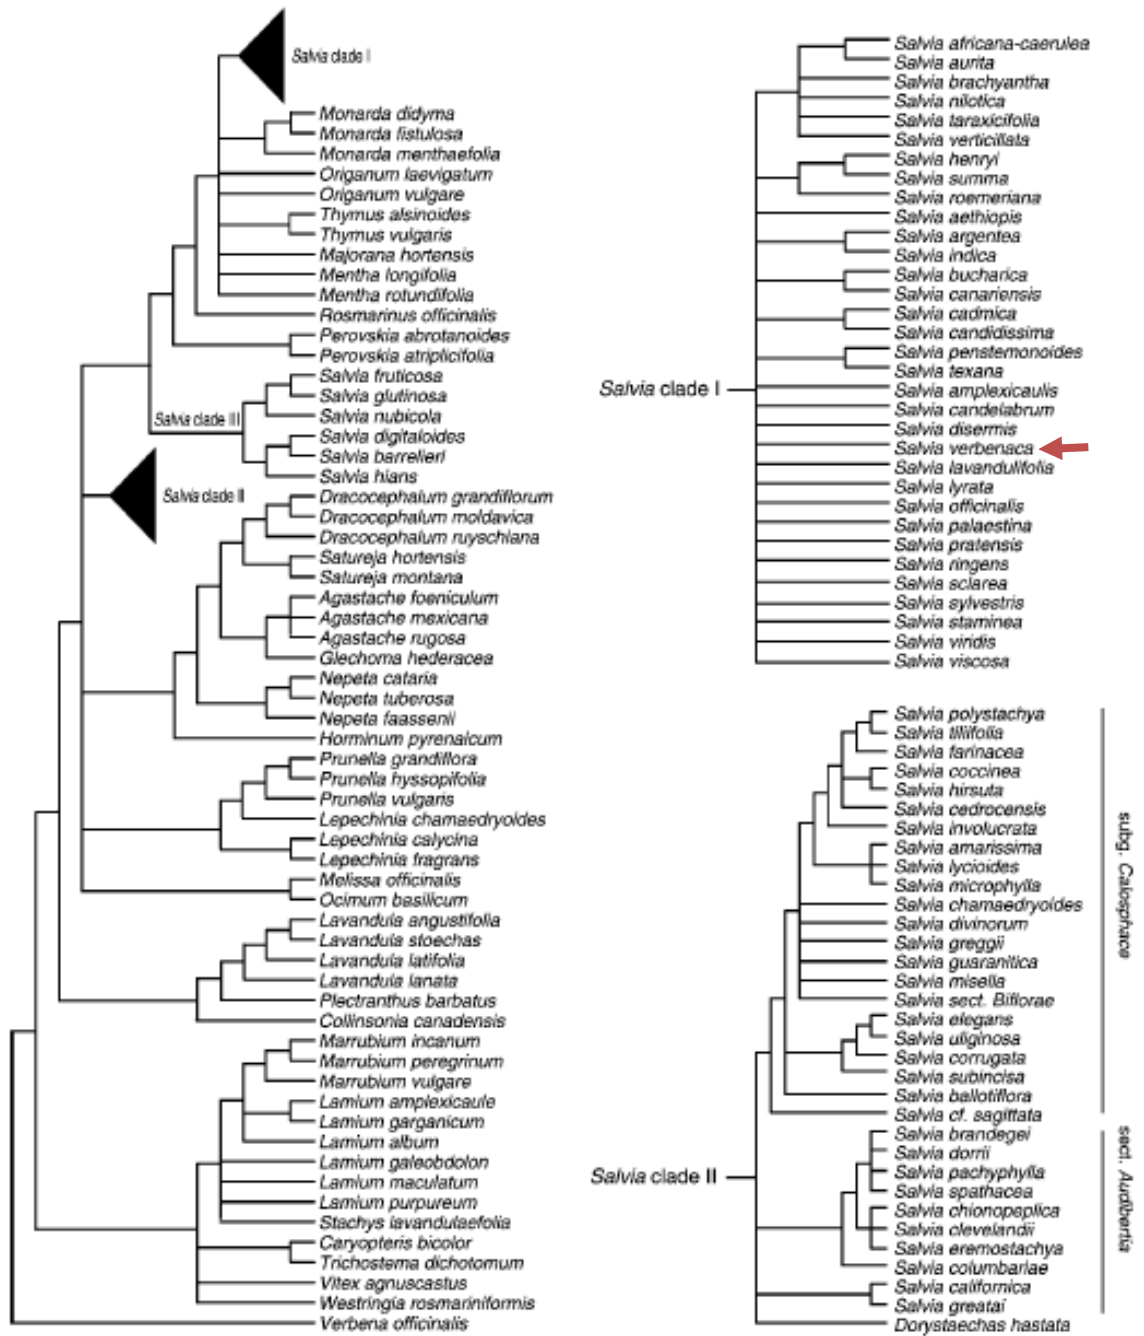 Salvia clade I
Monarda didyma
Monarda fistulosa
Monarda menthaefolia
Origanum laevigatum
Origanum vulgare
Thymus alsinoides
Thymus vulgaris
Majorana hortensis
Mentha longifolia
Mentha rotundifolia
Rosmarinus officinalis
Perovskia abrotanoides
Perovskia atriplicifolia
Salvia fruticosa
Salvia glutinosa
Salvia clade III
Salvia nubicola
Salvia digitaloides
Salvia barrelieri
Salvia hians
Salvia clade II
Dracocephalum grandiflorum
Dracocephalum moldavica
Dracocephalum ruyschiana
Satureja hortensis
Satureja montana
Agastache foeniculum
Agastache mexicana
Agastache rugosa
Glechoma hederacea
Nepeta cataria
Nepeta tuberosa
Nepeta faassenii
Horminum pyrenaicum
Prunella grandiflora
Prunella hyssopifolia
Prunella vulgaris
Lepechinia chamaedryoides
Lepechinia calycina
Lepechinia fragrans
Melissa officinalis
Ocimum basilicum
Lavandula angustifolia
Lavandula stoechas
Lavandula latifolia
Lavandula lanata
Plectranthus barbatus
Collinsonia canadensis
Marrubium incanum
Marrubium peregrinum
Marrubium vulgare
Lamium amplexicaule
Lamium garganicum
Lamium album
Lamium galeobdolon
Lamium maculatum
Lamium purpureum
Stachys lavandulaefolia
Caryopteris bicolor
Trichostema dichotomum
Vitex agnuscastus
Westringia rosmariniformis
Verbena officinalis
Salvia africana-caerulea
Salvia aurita
Salvia brachyantha
Salvia nilotica
Salvia taraxicifolia
Salvia verticillata
Salvia henryi
Salvia summa
Salvia roemeriana
Salvia aethiopis
Salvia argentea
Salvia indica
Salvia bucharica
Salvia canariensis
Salvia cadmica
Salvia candidissima
Salvia penstemonoides
Salvia texana
Salvia clade I
Salvia amplexicaulis
Salvia candelabrum
Salvia disermis
Salvia verbenaca
Salvia lavandulifolia
Salvia lyrata
Salvia officinalis
Salvia palaestina
Salvia pratensis
Salvia ringens
Salvia sclarea
Salvia sylvestris
Salvia staminea
Salvia viridis
Salvia viscosa
Salvia polystachya
Salvia tiliifolia
Salvia farinacea
Salvia coccinea
Salvia hirsuta
Salvia cedrocensis
Salvia involucrata
Salvia amarissima
Salvia lycioides
Salvia microphylla
Salvia chamaedryoides
Salvia divinorum
Salvia greggii
Salvia guaranitica
Salvia misella
Salvia sect. Biflorae
Salvia elegans
Salvia uliginosa
Salvia corrugata
Salvia subincisa
Salvia ballotiflora
Salvia cf. sagittata
subg. Calosphace
Salvia brandegei
Salvia dorrii
Salvia pachyphylla
Salvia clade II
Salvia spathacea
Salvia chionopeplica
Salvia clevelandii
Salvia eremostachya
Salvia columbariae
Salvia californica
Salvia greatai
sect. Audibertia
Dorystaechas hastata